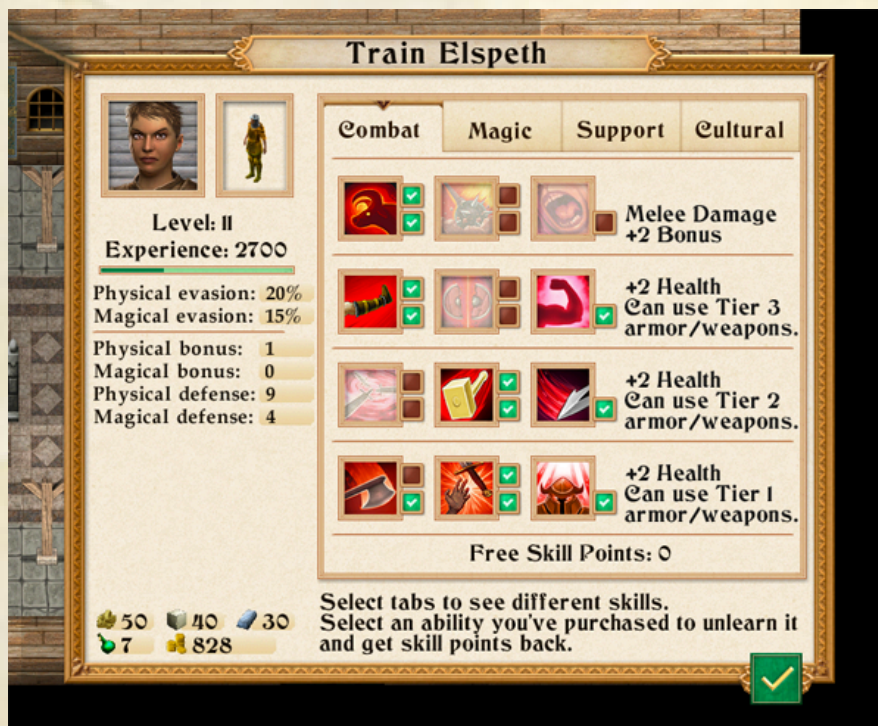 Train Elspeth
Combat
Magic
Support
Cultural
Level: 11
Experience: 2700
Physical evasion: 20%
Magical evasion: 15%
Physical bonus: 1
Magical bonus: 0
Physical defense: 9
Magical defense: 4
Melee Damage
+2 Bonus
+2 Health
Can use Tier 3
armor/weapons.
+2 Health
Can use Tier 2
armor/weapons.
+2 Health
Can use Tier 1
armor/weapons.
Free Skill Points: 0
50 40 30
7 828
Select tabs to see different skills.
Select an ability you've purchased to unlearn it
and get skill points back.